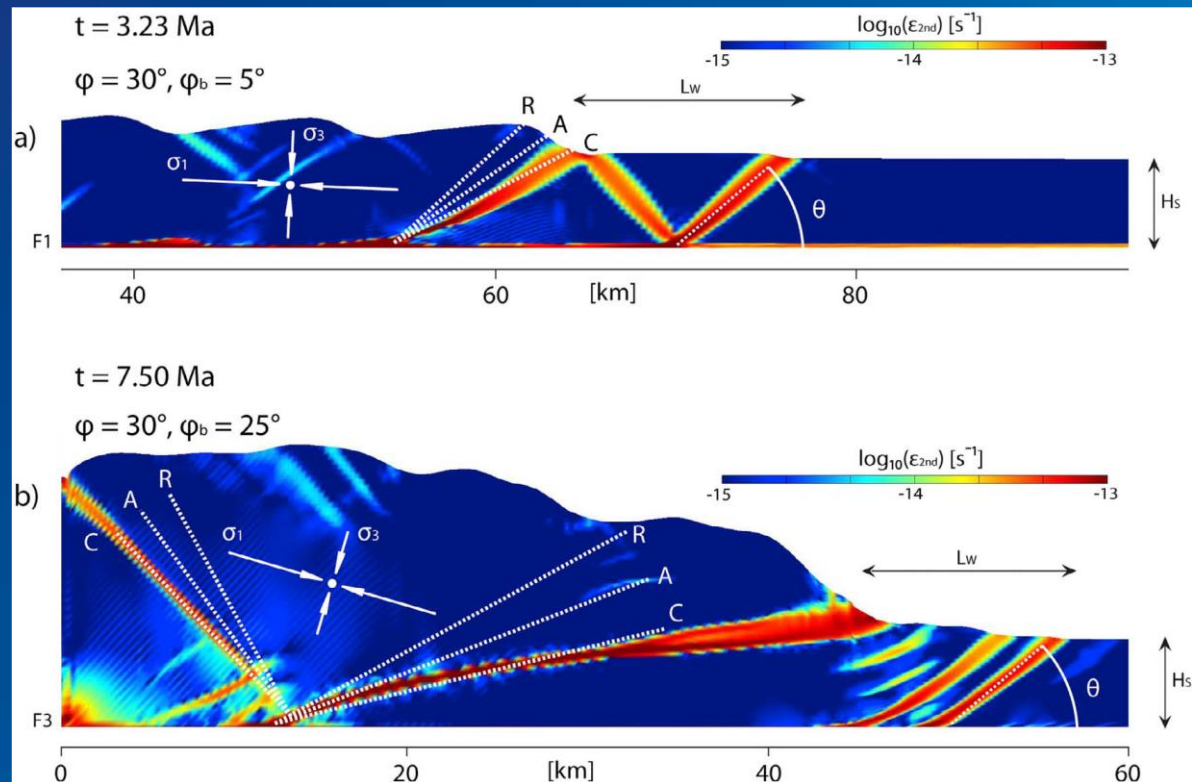 t = 3.23 Ma
φ = 30°, φb = 5°
log10(ε2nd) [s−1]
-15 -14 -13
a)
Lw
R
A
C
σ3
σ1
θ
Hs
F1
40 60 [km] 80
t = 7.50 Ma
φ = 30°, φb = 25°
log10(ε2nd) [s−1]
-15 -14 -13
b)
R
A
C
σ1
σ3
R
A
C
Lw
θ
Hs
F3
0 20 [km] 40 60